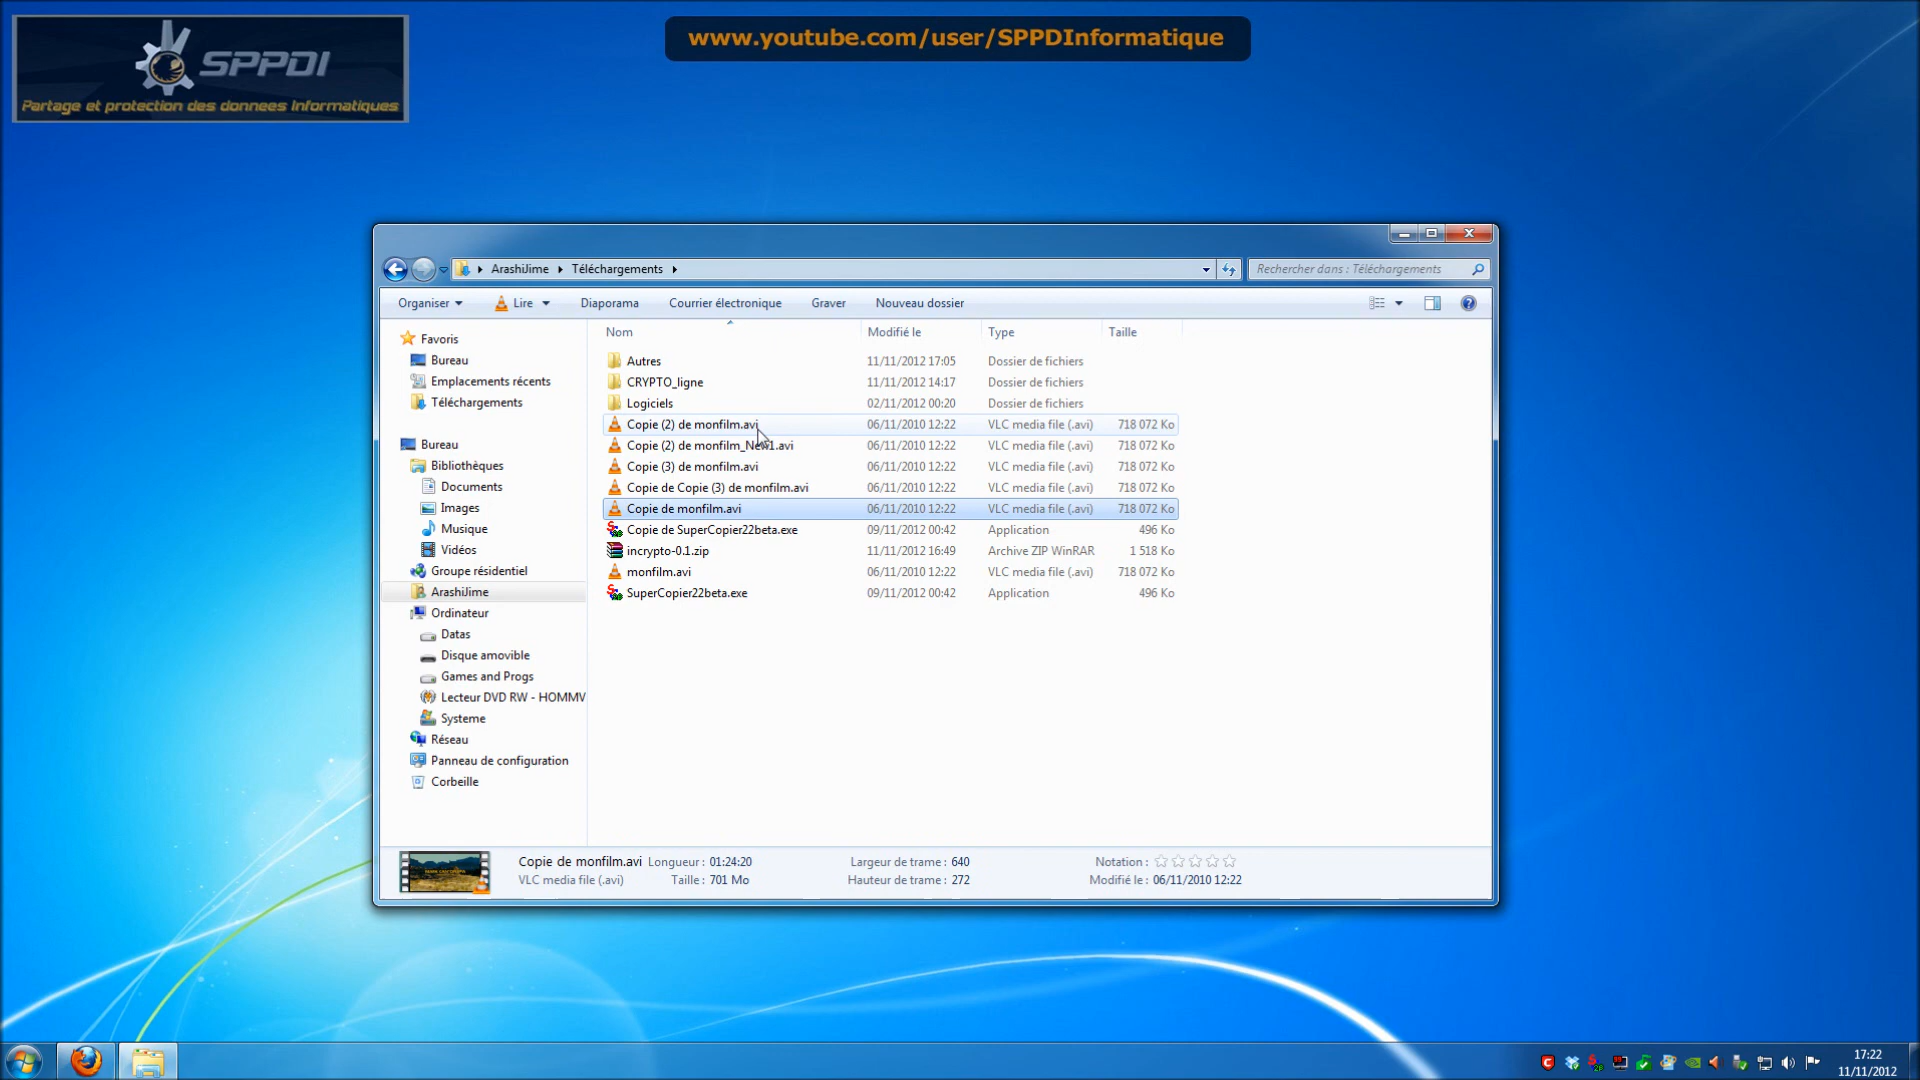 SPPDI
Partage et protection des donnees Informatiques
www.youtube.com/user/SPPDInformatique
ArashiJime Téléchargements
Rechercher dans : Téléchargements
Organiser Lire Diaporama Courrier électronique Graver Nouveau dossier
Nom Modifié le Type Taille
Favoris
Bureau
Emplacements récents
Téléchargements
Bureau
Bibliothèques
Documents
Images
Musique
Vidéos
Groupe résidentiel
ArashiJime
Ordinateur
Datas
Disque amovible
Games and Progs
Lecteur DVD RW - HOMMV
Systeme
Réseau
Panneau de configuration
Corbeille
Autres 11/11/2012 17:05 Dossier de fichiers
CRYPTO_ligne 11/11/2012 14:17 Dossier de fichiers
Logiciels 02/11/2012 00:20 Dossier de fichiers
Copie (2) de monfilm.avi 06/11/2010 12:22 VLC media file (.avi) 718 072 Ko
Copie (2) de monfilm_New1.avi 06/11/2010 12:22 VLC media file (.avi) 718 072 Ko
Copie (3) de monfilm.avi 06/11/2010 12:22 VLC media file (.avi) 718 072 Ko
Copie de Copie (3) de monfilm.avi 06/11/2010 12:22 VLC media file (.avi) 718 072 Ko
Copie de monfilm.avi 06/11/2010 12:22 VLC media file (.avi) 718 072 Ko
Copie de SuperCopier22beta.exe 09/11/2012 00:42 Application 496 Ko
incrypto-0.1.zip 11/11/2012 16:49 Archive ZIP WinRAR 1 518 Ko
monfilm.avi 06/11/2010 12:22 VLC media file (.avi) 718 072 Ko
SuperCopier22beta.exe 09/11/2012 00:42 Application 496 Ko
Copie de monfilm.avi Longueur : 01:24:20 Largeur de trame : 640 Notation :
VLC media file (.avi) Taille : 701 Mo Hauteur de trame : 272 Modifié le : 06/11/2010 12:22
17:22
11/11/2012